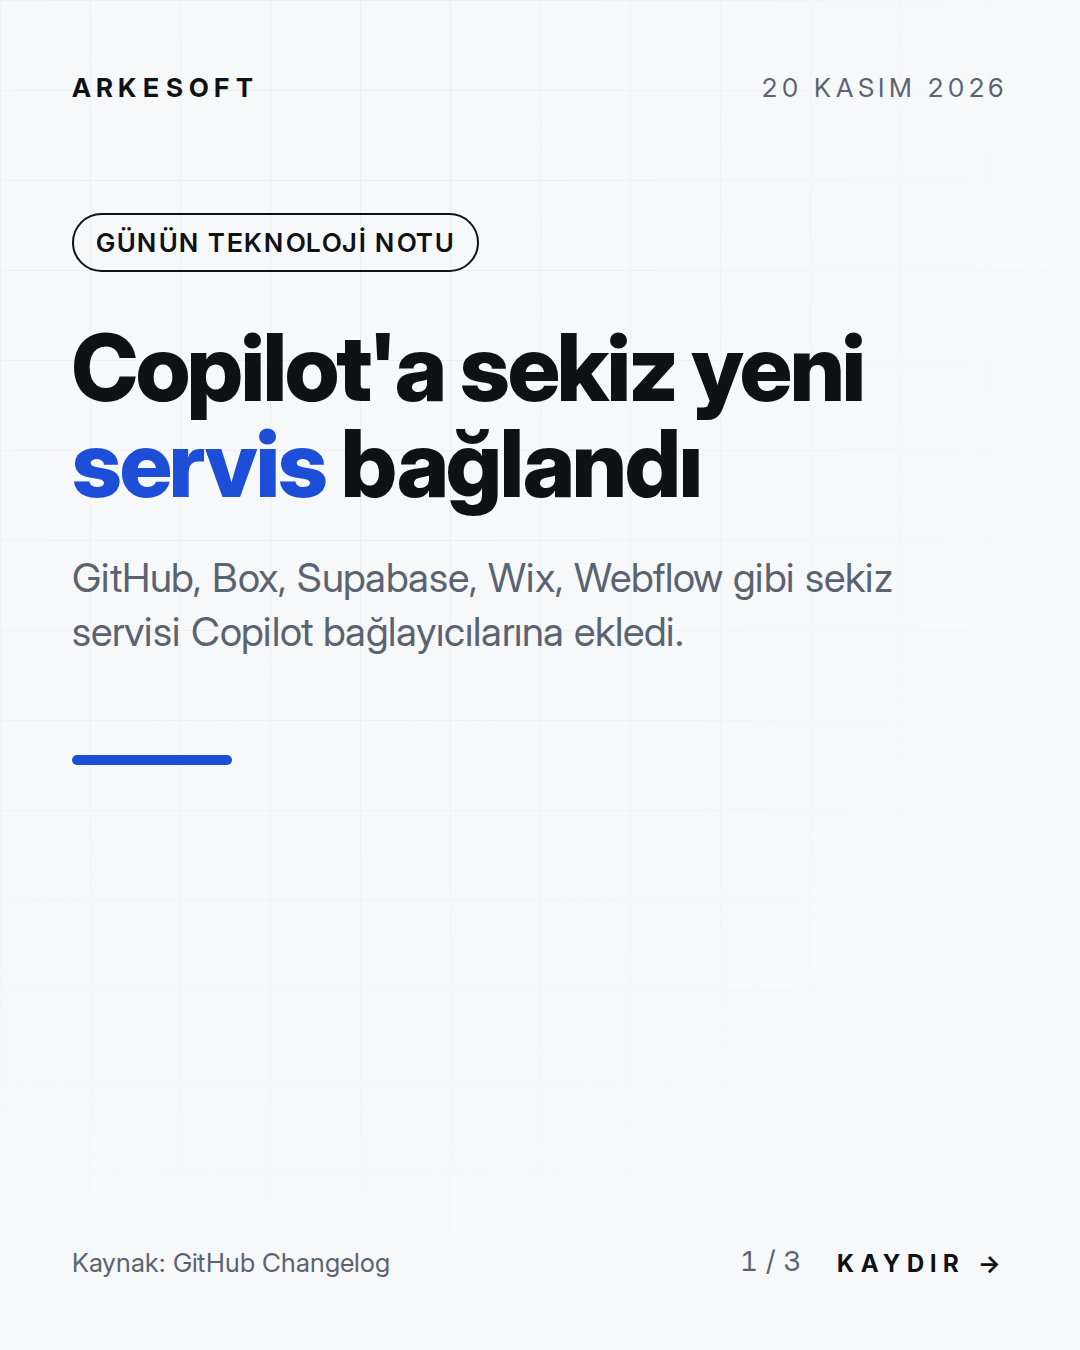 ARKESOFT
20 KASIM 2026
GÜNÜN TEKNOLOJİ NOTU
Copilot'a sekiz yeni
servis bağlandı
GitHub, Box, Supabase, Wix, Webflow gibi sekiz
servisi Copilot bağlayıcılarına ekledi.
Kaynak: GitHub Changelog
1 / 3
KAYDIR →